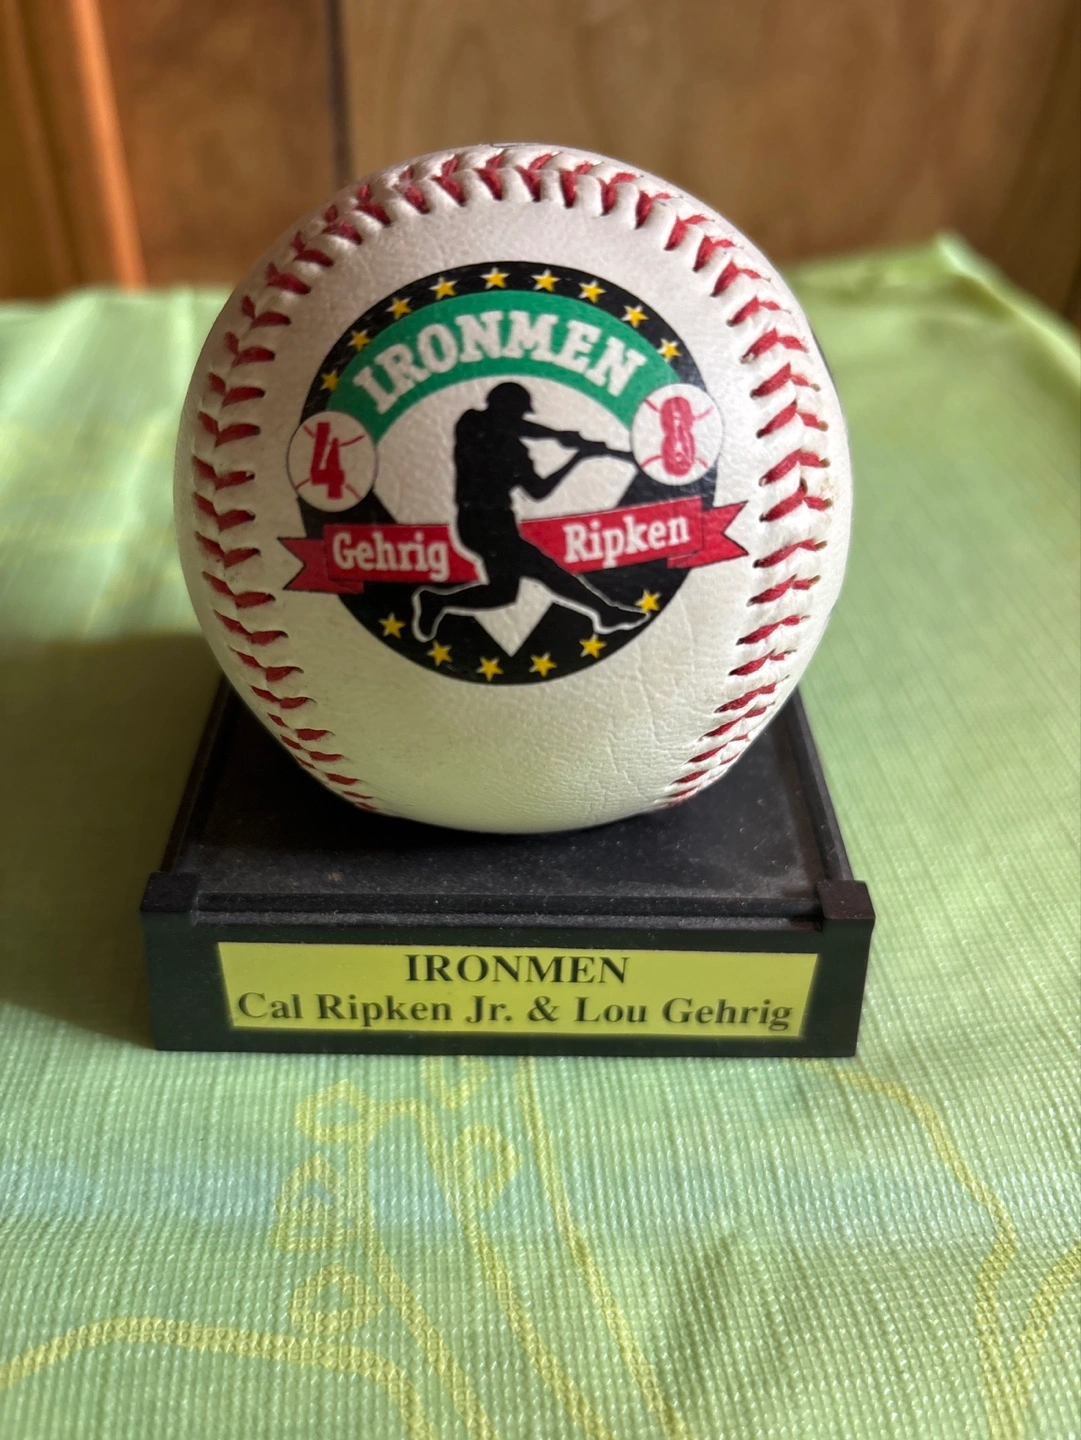 IRONMEN
4
8
Gehrig
Ripken
IRONMEN
Cal Ripken Jr. & Lou Gehrig